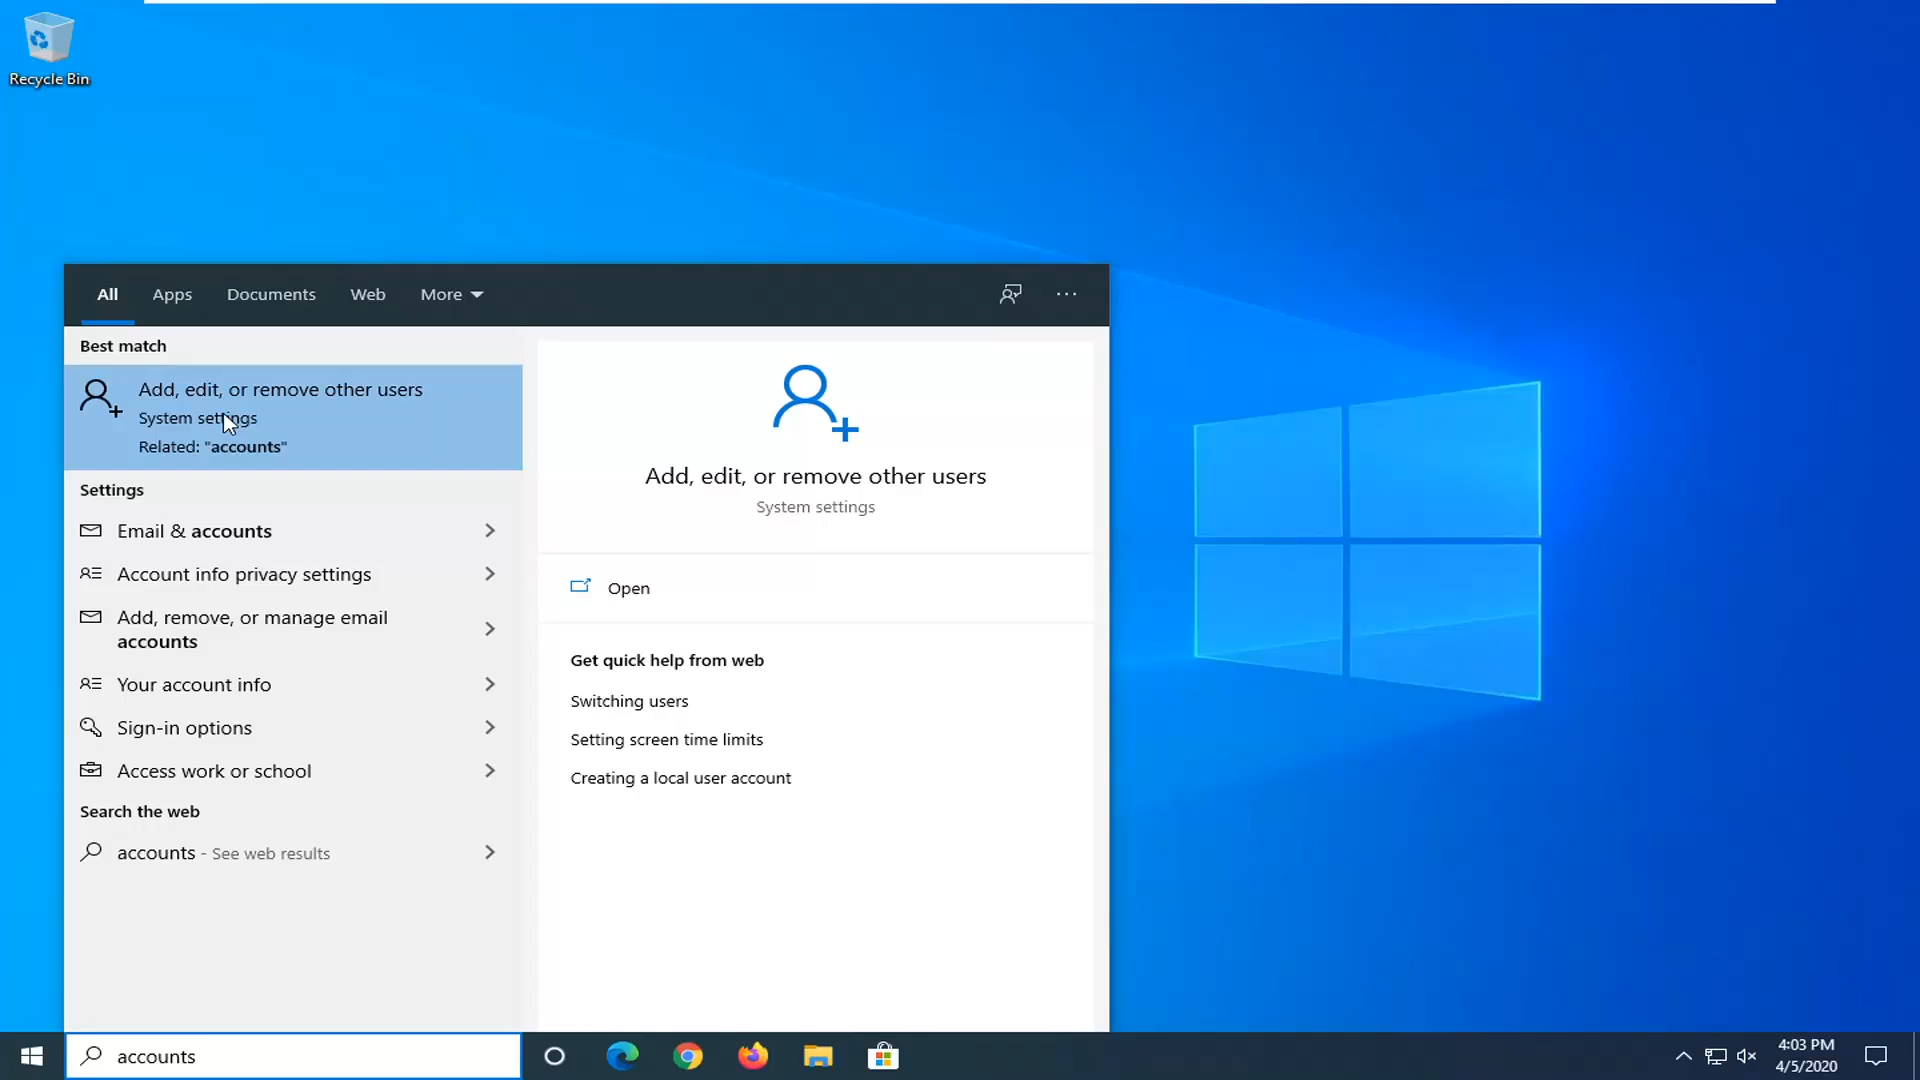 Recycle Bin
All
Apps
Documents
Web
More
Best match
Add, edit, or remove other users
System settings
Related: "accounts"
Settings
Email & accounts
Account info privacy settings
Add, remove, or manage email
accounts
Your account info
Sign-in options
Access work or school
Search the web
accounts - See web results
Add, edit, or remove other users
System settings
Open
Get quick help from web
Switching users
Setting screen time limits
Creating a local user account
accounts
4:03 PM
4/5/2020